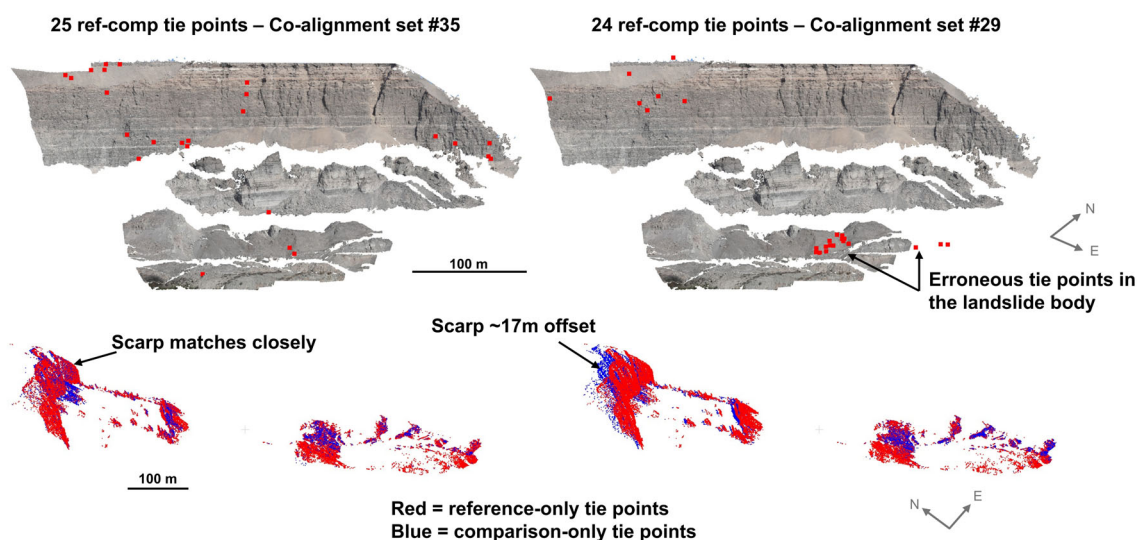 25 ref-comp tie points – Co-alignment set #35
24 ref-comp tie points – Co-alignment set #29
100 m
N
E
Erroneous tie points in
the landslide body
Scarp matches closely
Scarp ~17m offset
100 m
Red = reference-only tie points
Blue = comparison-only tie points
N
E